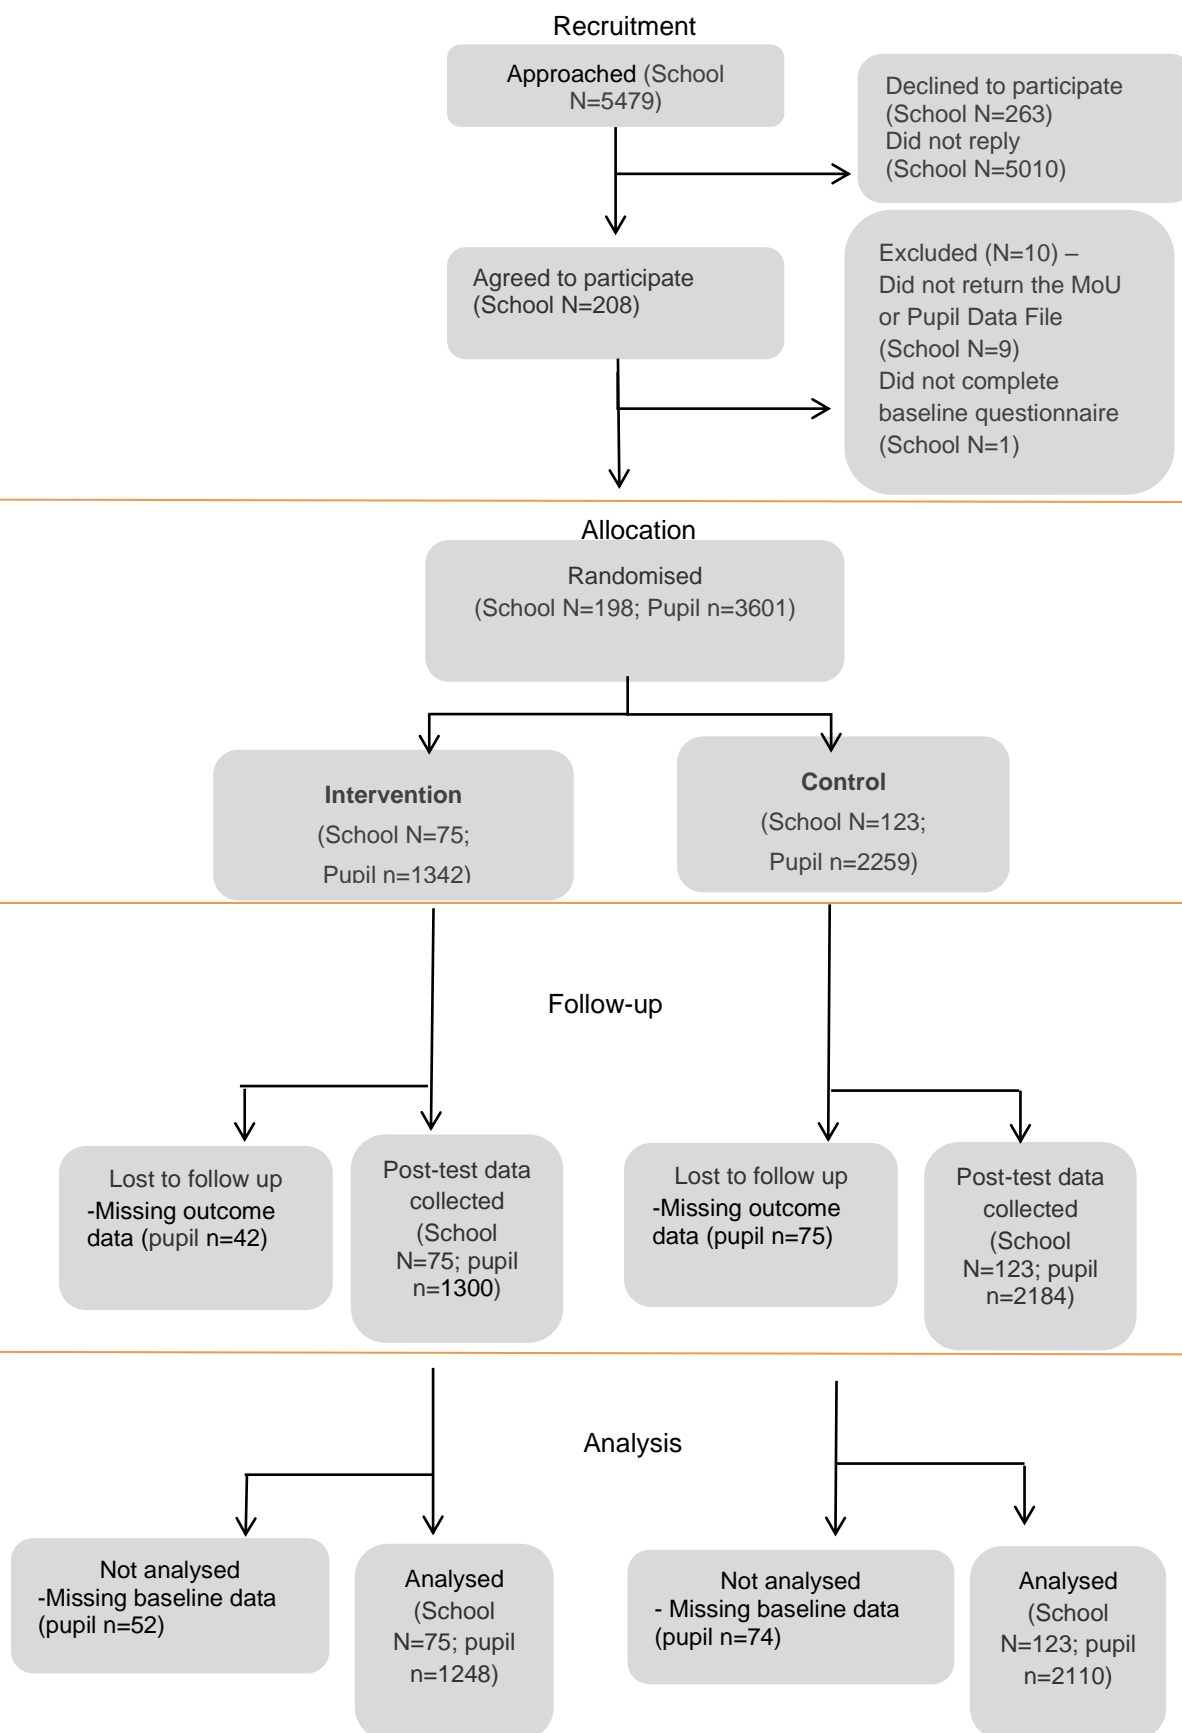 Recruitment
Approached (School
N=5479)
Declined to participate
(School N=263)
Did not reply
(School N=5010)
Agreed to participate
(School N=208)
Excluded (N=10) –
Did not return the MoU
or Pupil Data File
(School N=9)
Did not complete
baseline questionnaire
(School N=1)
Allocation
Randomised
(School N=198; Pupil n=3601)
Intervention
(School N=75;
Pupil n=1342)
Control
(School N=123;
Pupil n=2259)
Follow-up
Lost to follow up
-Missing outcome
data (pupil n=42)
Post-test data
collected
(School
N=75; pupil
n=1300)
Lost to follow up
-Missing outcome
data (pupil n=75)
Post-test data
collected
(School
N=123; pupil
n=2184)
Analysis
Not analysed
-Missing baseline data
(pupil n=52)
Analysed
(School
N=75; pupil
n=1248)
Not analysed
- Missing baseline data
(pupil n=74)
Analysed
(School
N=123; pupil
n=2110)